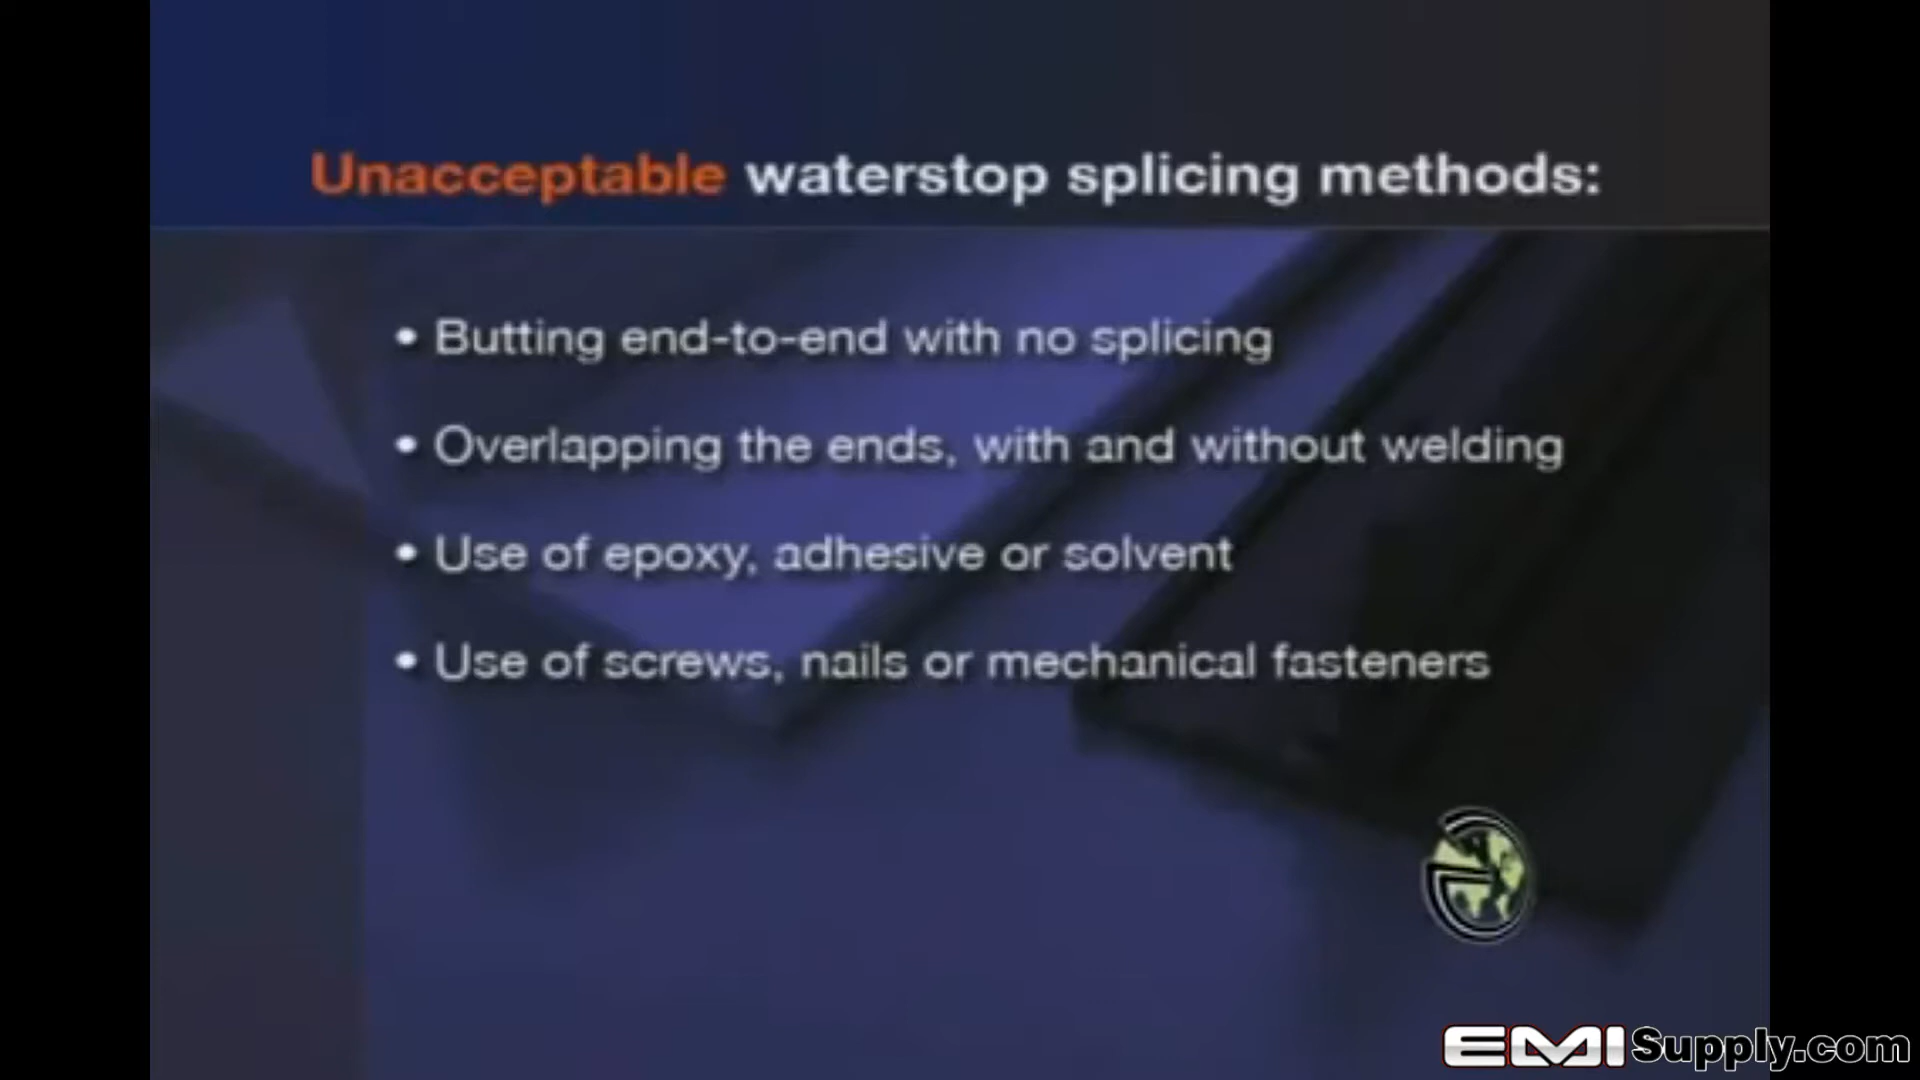 Unacceptable waterstop splicing methods:
• Butting end-to-end with no splicing
• Overlapping the ends, with and without welding
• Use of epoxy, adhesive or solvent
• Use of screws, nails or mechanical fasteners
EMISupply.com